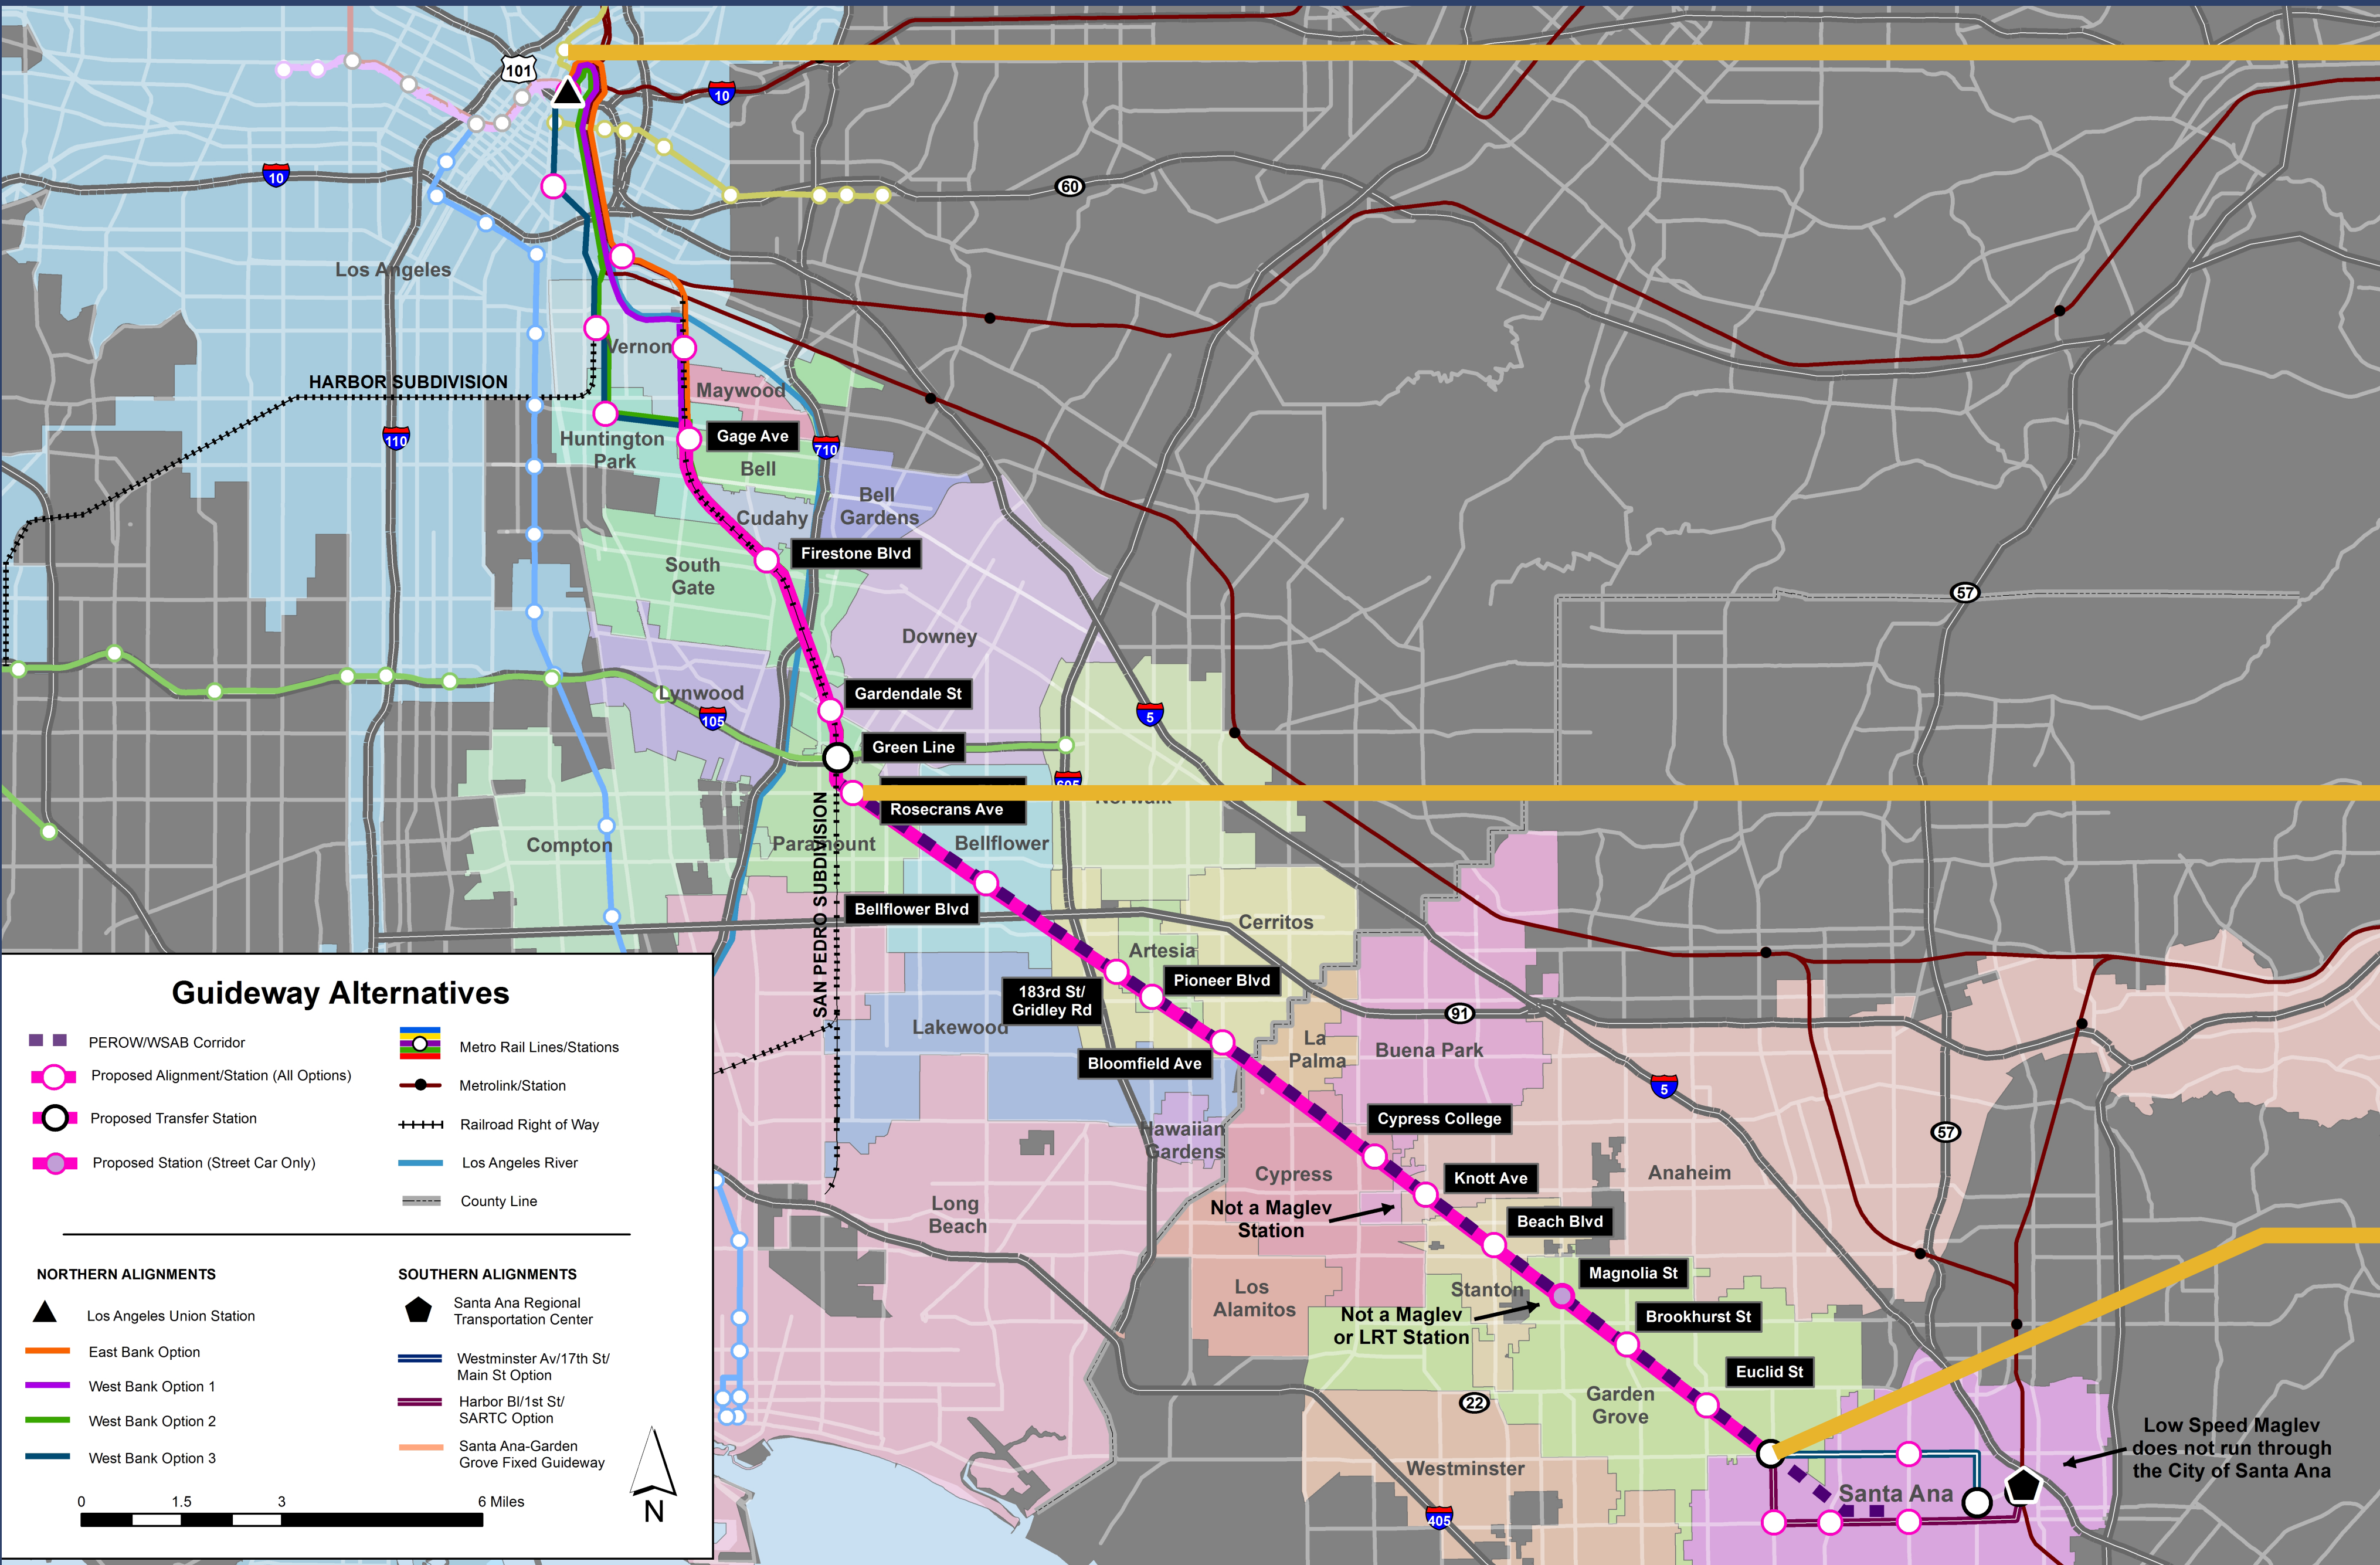 101
10
10
60
Los Angeles
Vernon
HARBOR SUBDIVISION
Maywood
110
Huntington
Park
Gage Ave
710
Bell
Bell
Gardens
Cudahy
Firestone Blvd
South
Gate
57
Downey
Lynwood
105
Gardendale St
5
Green Line
605
Rosecrans Ave
Norwalk
Compton
Paramount
Bellflower
SAN PEDRO SUBDIVISION
Bellflower Blvd
Cerritos
Artesia
Pioneer Blvd
183rd St/
Gridley Rd
91
Lakewood
La
Palma
Buena Park
Bloomfield Ave
5
Cypress College
Hawaiian
Gardens
57
Cypress
Anaheim
Knott Ave
Long
Beach
Not a Maglev
Station
Beach Blvd
Magnolia St
Los
Alamitos
Stanton
Not a Maglev
or LRT Station
Brookhurst St
Euclid St
22
Garden
Grove
Westminster
Low Speed Maglev
does not run through
the City of Santa Ana
Santa Ana
405
Guideway Alternatives
PEROW/WSAB Corridor
Proposed Alignment/Station (All Options)
Proposed Transfer Station
Proposed Station (Street Car Only)
Metro Rail Lines/Stations
Metrolink/Station
Railroad Right of Way
Los Angeles River
County Line
NORTHERN ALIGNMENTS
Los Angeles Union Station
East Bank Option
West Bank Option 1
West Bank Option 2
West Bank Option 3
SOUTHERN ALIGNMENTS
Santa Ana Regional
Transportation Center
Westminster Av/17th St/
Main St Option
Harbor Bl/1st St/
SARTC Option
Santa Ana-Garden
Grove Fixed Guideway
0 1.5 3 6 Miles
N